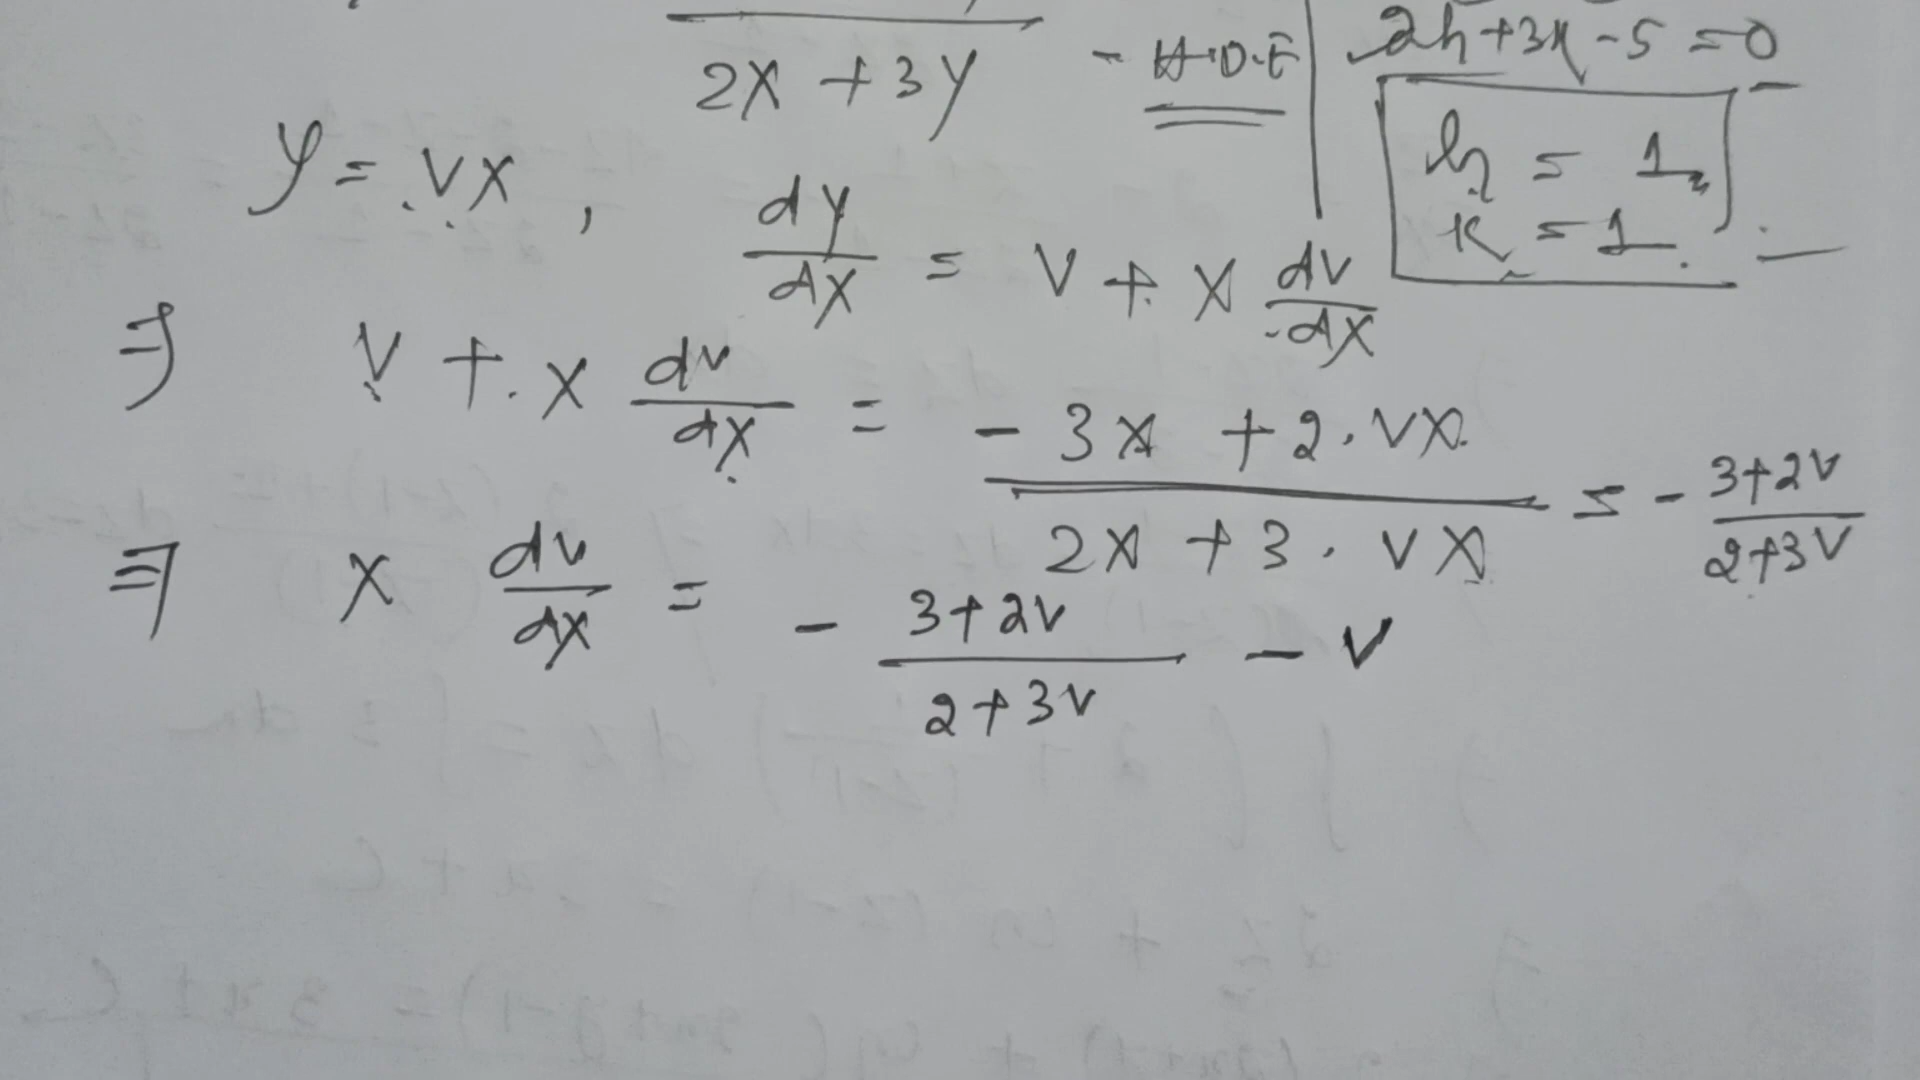 2X + 3Y - H.D.E
2h+3k-5=0
h = 1
k = 1
Y = VX, dY/dX = V + X dV/dX
⇒ V + X dv/dX = - 3X + 2.VX / 2X + 3.VX = - 3+2V / 2+3V
⇒ X dv/dX = - 3+2V / 2+3V - V